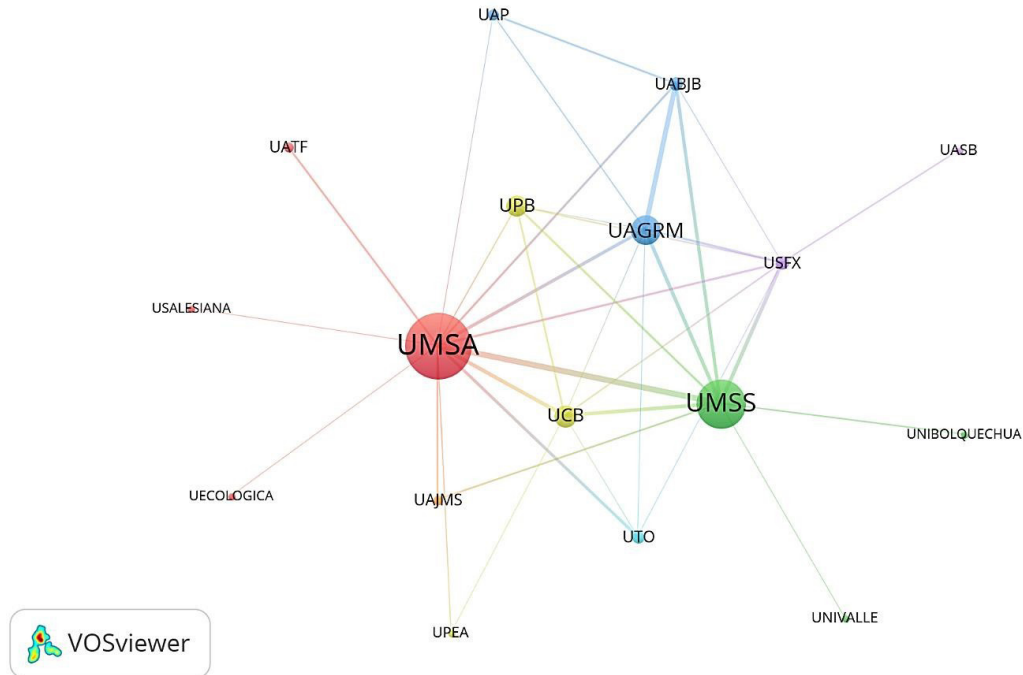 UAP
UABJB
UATF
UASB
UPB
UAGRM
USFX
USALESIANA
UMSA
UMSS
UCB
UNIBOLQUECHUA
UECOLOGICA
UAJMS
UTO
UNIVALLE
UPEA
VOSviewer